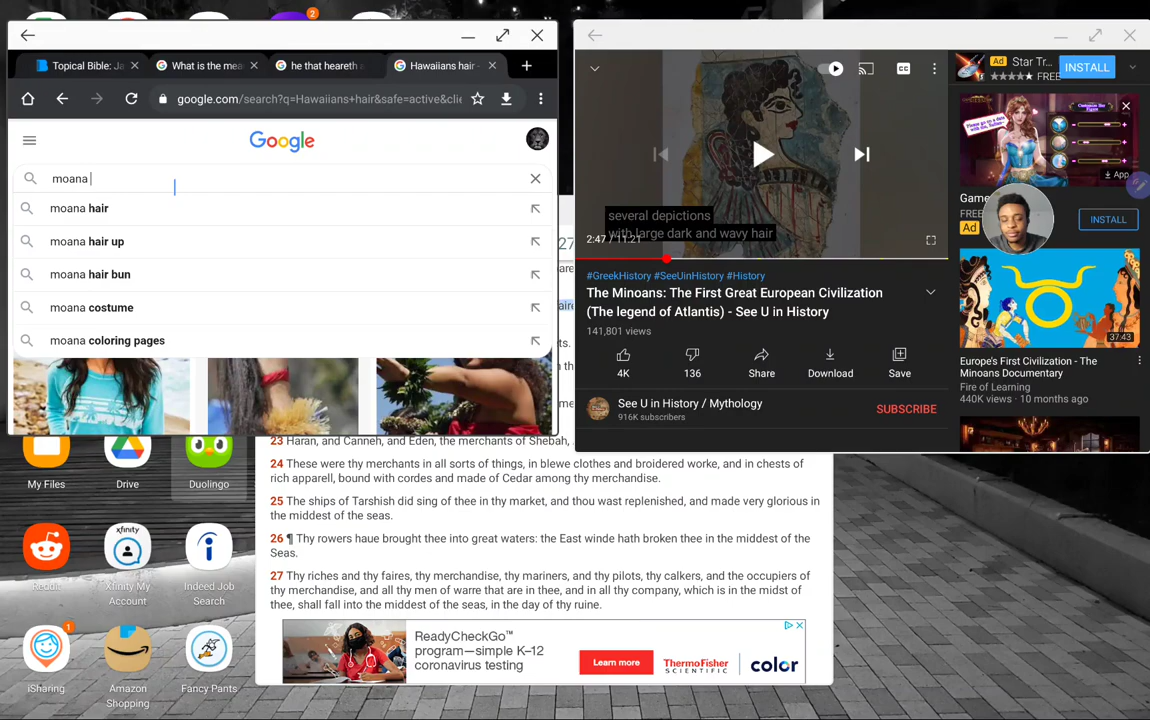 2
Topical Bible: Ja
What is the mea
he that heareth
Hawaiians hair -
google.com/search?q=Hawaiians+hair&safe=active&clie
Google
moana
moana hair
moana hair up
moana hair bun
moana costume
moana coloring pages
CC
several depictions
with large dark and wavy hair
2:47 / 11:21
#GreekHistory #SeeUinHistory #History
The Minoans: The First Great European Civilization
(The legend of Atlantis) - See U in History
141,801 views
4K
136
Share
Download
Save
See U in History / Mythology
916K subscribers
SUBSCRIBE
Ad Star Tr...
FREE
INSTALL
App
FREE
Ad
INSTALL
37:43
Europe's First Civilization - The
Minoans Documentary
Fire of Learning
440K views · 10 months ago
27
23 Haran, and Canneh, and Eden, the merchants of Shebah,
24 These were thy merchants in all sorts of things, in blewe clothes and broidered worke, and in chests of
rich apparell, bound with cordes and made of Cedar among thy merchandise.
25 The ships of Tarshish did sing of thee in thy market, and thou wast replenished, and made very glorious in
the middest of the seas.
26 ¶ Thy rowers haue brought thee into great waters: the East winde hath broken thee in the middest of the
Seas.
27 Thy riches and thy faires, thy merchandise, thy mariners, and thy pilots, thy calkers, and the occupiers of
thy merchandise, and all thy men of warre that are in thee, and in all thy company, which is in the midst of
thee, shall fall into the middest of the seas, in the day of thy ruine.
ReadyCheckGo™
program—simple K–12
coronavirus testing
Learn more
ThermoFisher
SCIENTIFIC
color
My Files
Drive
Duolingo
Reddit
xfinity
Xfinity My
Account
Indeed Job
Search
1
iSharing
Amazon
Shopping
Fancy Pants